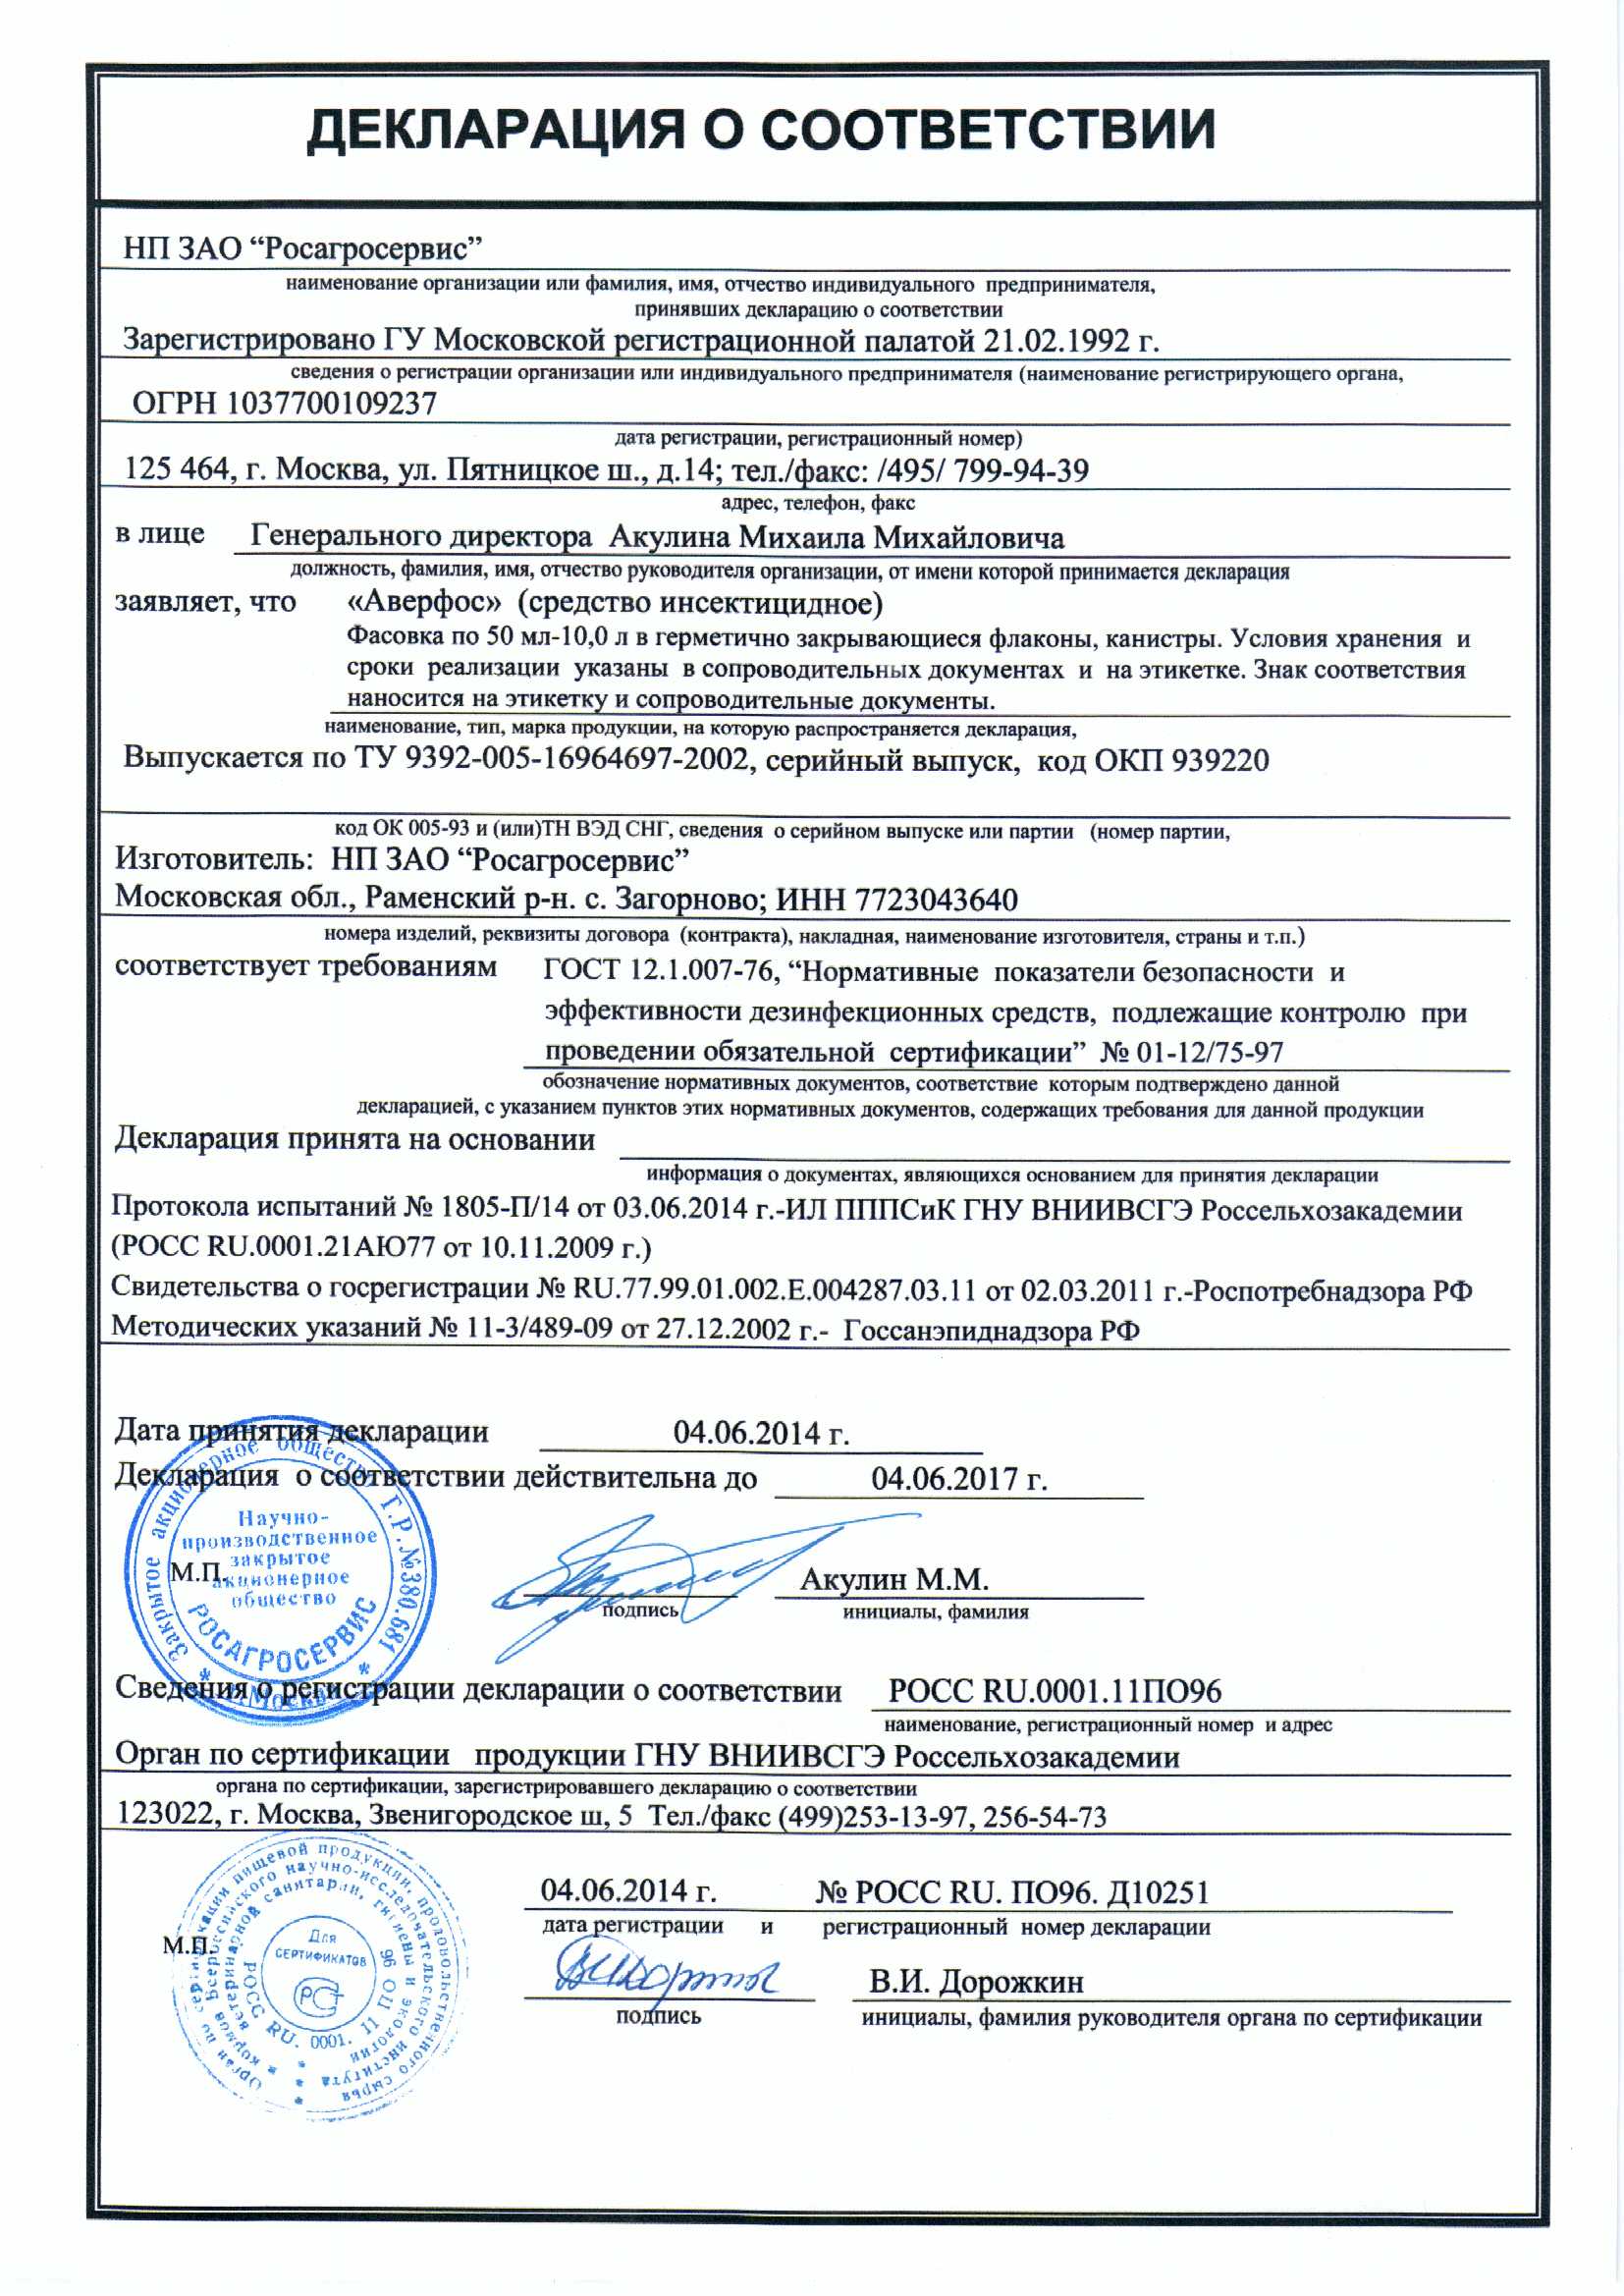 ДЕКЛАРАЦИЯ О СООТВЕТСТВИИ
НП ЗАО “Росагросервис”
наименование организации или фамилия, имя, отчество индивидуального предпринимателя,
принявших декларацию о соответствии
Зарегистрировано ГУ Московской регистрационной палатой 21.02.1992 г.
сведения о регистрации организации или индивидуального предпринимателя (наименование регистрирующего органа,
ОГРН 1037700109237
дата регистрации, регистрационный номер)
125 464, г. Москва, ул. Пятницкое ш., д.14; тел./факс: /495/ 799-94-39
адрес, телефон, факс
в лице Генерального директора Акулина Михаила Михайловича
должность, фамилия, имя, отчество руководителя организации, от имени которой принимается декларация
заявляет, что «Аверфос» (средство инсектицидное)
Фасовка по 50 мл-10,0 л в герметично закрывающиеся флаконы, канистры. Условия хранения и
сроки реализации указаны в сопроводительных документах и на этикетке. Знак соответствия
наносится на этикетку и сопроводительные документы.
наименование, тип, марка продукции, на которую распространяется декларация,
Выпускается по ТУ 9392-005-16964697-2002, серийный выпуск, код ОКП 939220
код ОК 005-93 и (или)ТН ВЭД СНГ, сведения о серийном выпуске или партии (номер партии,
Изготовитель: НП ЗАО “Росагросервис”
Московская обл., Раменский р-н. с. Загорново; ИНН 7723043640
номера изделий, реквизиты договора (контракта), накладная, наименование изготовителя, страны и т.п.)
соответствует требованиям ГОСТ 12.1.007-76, “Нормативные показатели безопасности и
эффективности дезинфекционных средств, подлежащие контролю при
проведении обязательной сертификации” № 01-12/75-97
обозначение нормативных документов, соответствие которым подтверждено данной
декларацией, с указанием пунктов этих нормативных документов, содержащих требования для данной продукции
Декларация принята на основании
информация о документах, являющихся основанием для принятия декларации
Протокола испытаний № 1805-П/14 от 03.06.2014 г.-ИЛ ПППСиК ГНУ ВНИИВСГЭ Россельхозакадемии
(РОСС RU.0001.21АЮ77 от 10.11.2009 г.)
Свидетельства о госрегистрации № RU.77.99.01.002.Е.004287.03.11 от 02.03.2011 г.-Роспотребнадзора РФ
Методических указаний № 11-3/489-09 от 27.12.2002 г.- Госсанэпиднадзора РФ
Дата принятия декларации 04.06.2014 г.
Декларация о соответствии действительна до 04.06.2017 г.
Закрытое акционерное общество Г.Р.№380.681
* г.Москва *
Научно-
производственное
закрытое
акционерное
общество
РОСАГРОСЕРВИС
М.П.
Акулин М.М.
подпись инициалы, фамилия
Сведения о регистрации декларации о соответствии РОСС RU.0001.11ПО96
наименование, регистрационный номер и адрес
Орган по сертификации продукции ГНУ ВНИИВСГЭ Россельхозакадемии
органа по сертификации, зарегистрировавшего декларацию о соответствии
123022, г. Москва, Звенигородское ш, 5 Тел./факс (499)253-13-97, 256-54-73
04.06.2014 г. № РОСС RU. ПО96. Д10251
дата регистрации и регистрационный номер декларации
М.П.
Орган по сертификации пищевой продукции, продовольственного сырья
и кормов Всероссийского научно-исследовательского института
ветеринарной санитарии, гигиены и экологии
Для
СЕРТИФИКАТОВ
РОСС RU. 0001. 11 ПО 96
В.И. Дорожкин
подпись инициалы, фамилия руководителя органа по сертификации